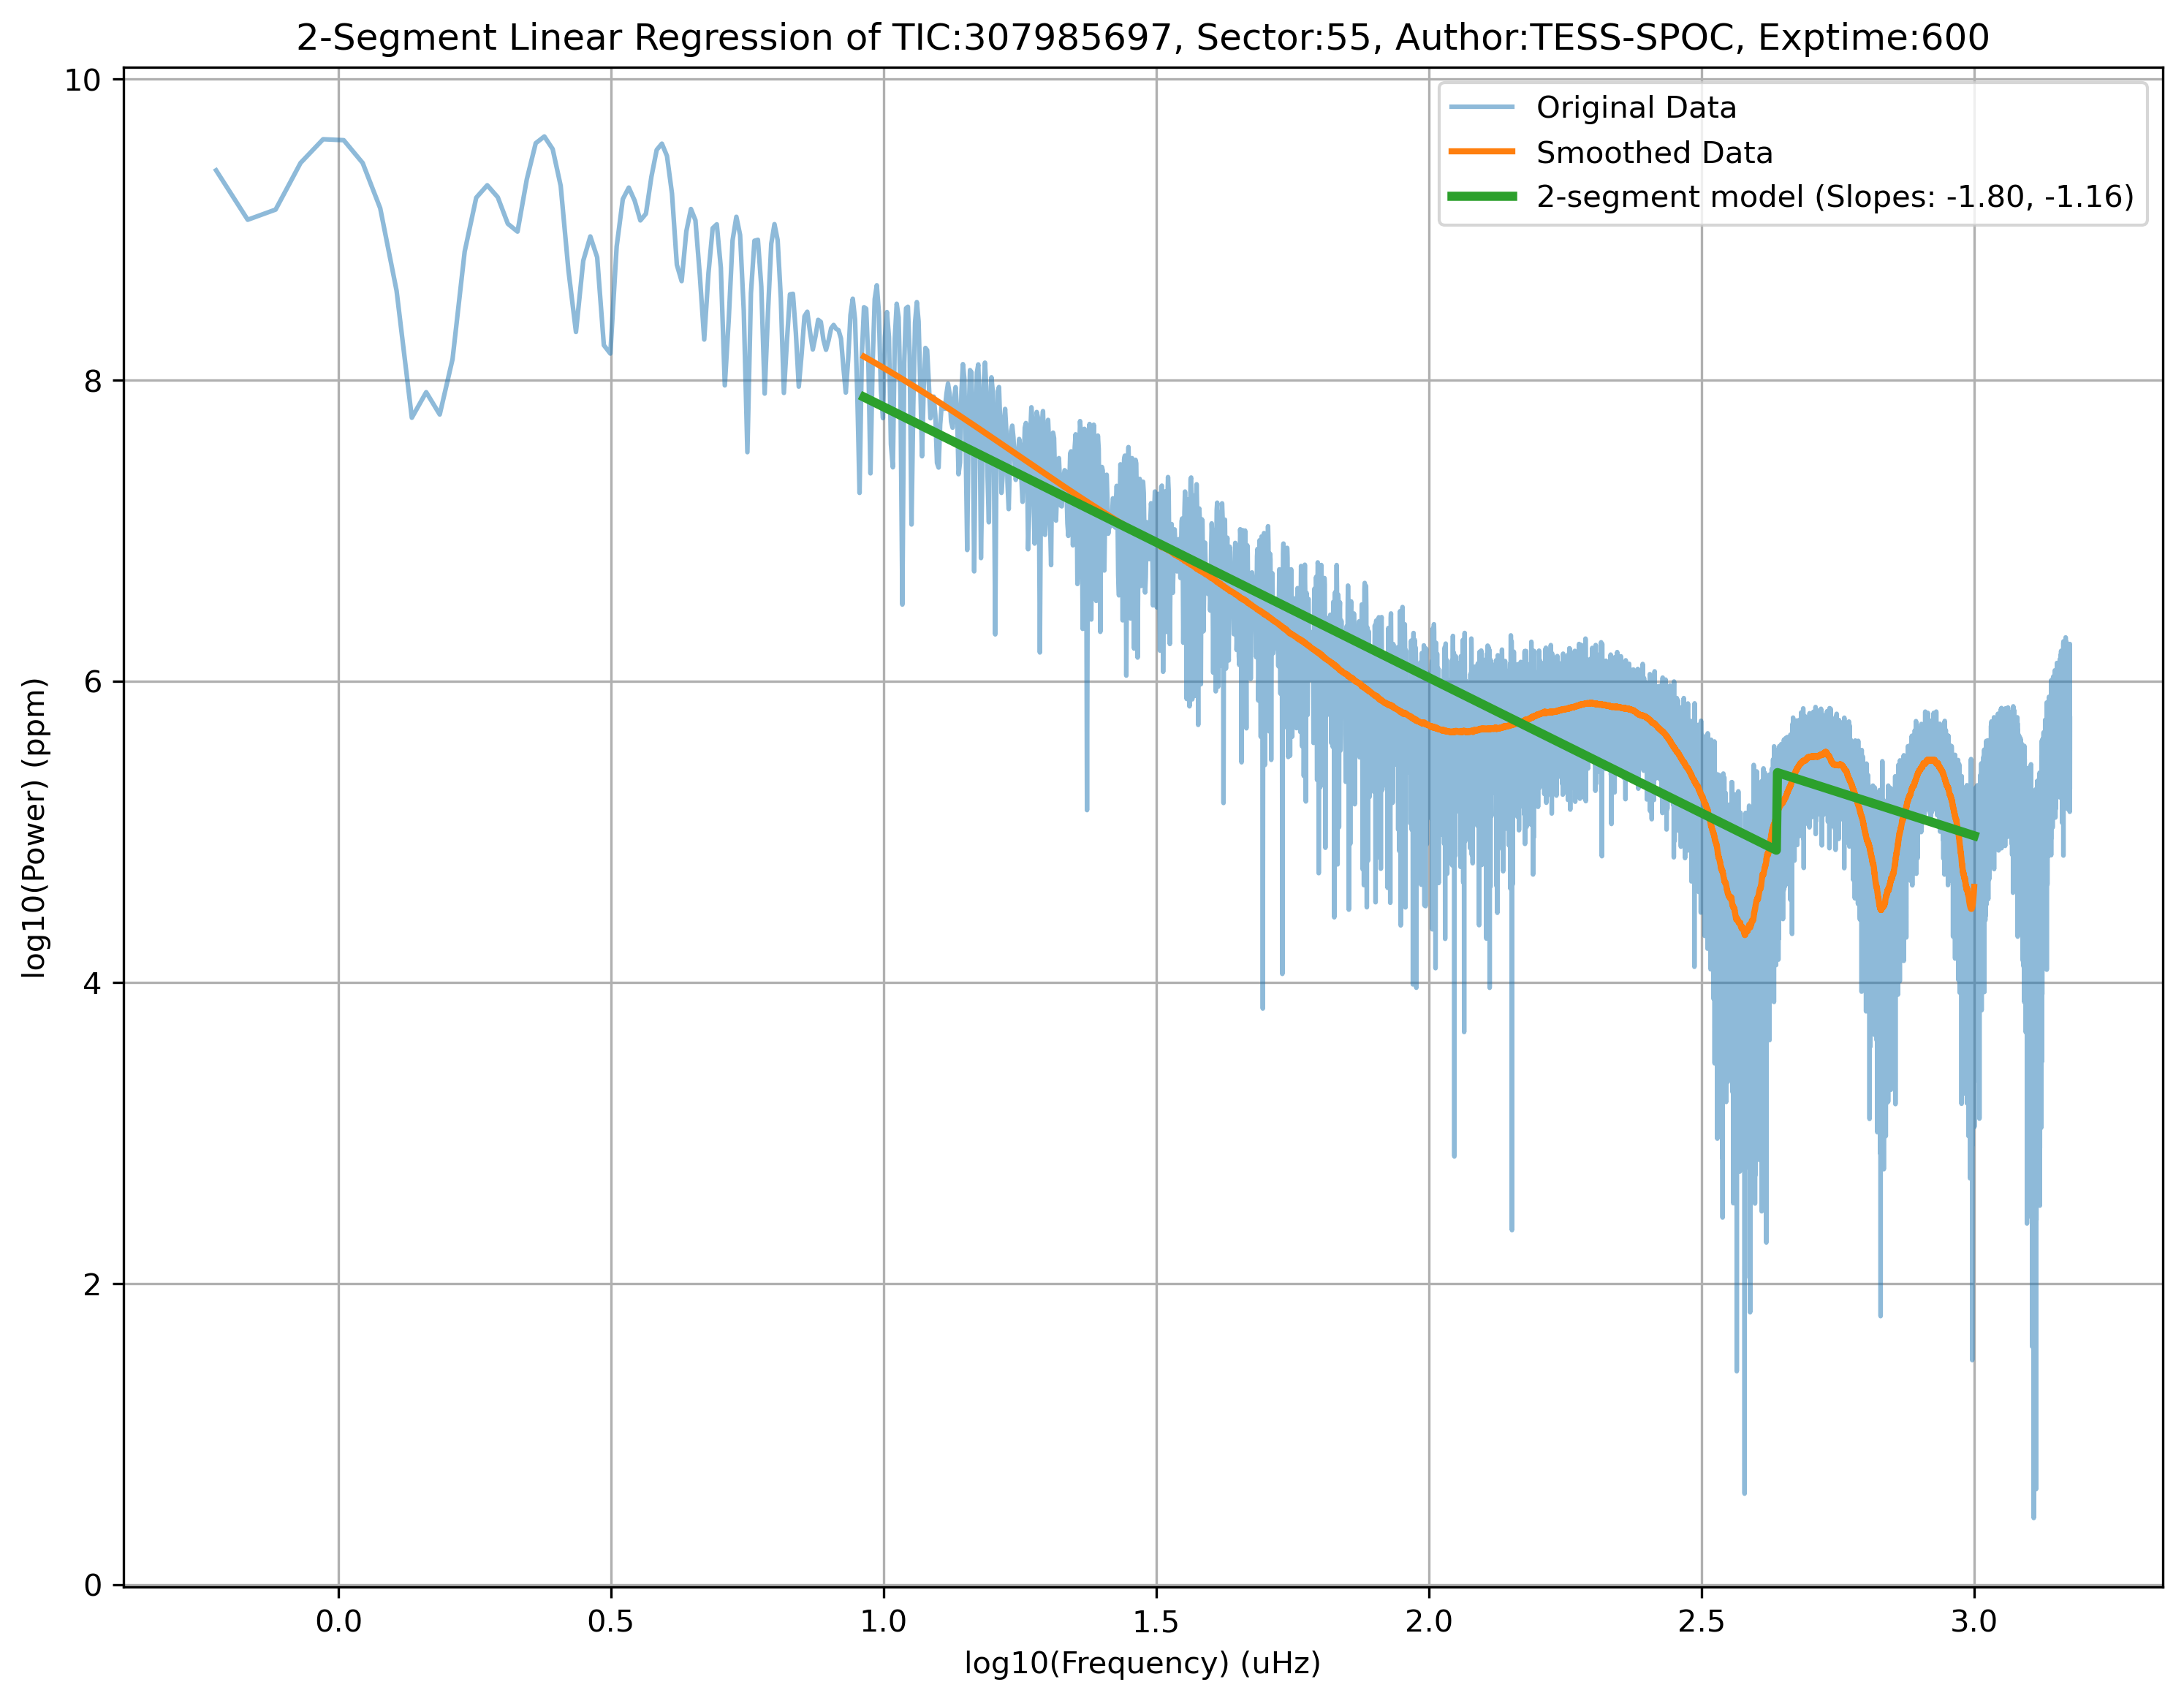 2-Segment Linear Regression of TIC:307985697, Sector:55, Author:TESS-SPOC, Exptime:600
Original Data
Smoothed Data
2-segment model (Slopes: -1.80, -1.16)
log10(Power) (ppm)
10
8
6
4
2
0
0.0 0.5 1.0 1.5 2.0 2.5 3.0
log10(Frequency) (uHz)